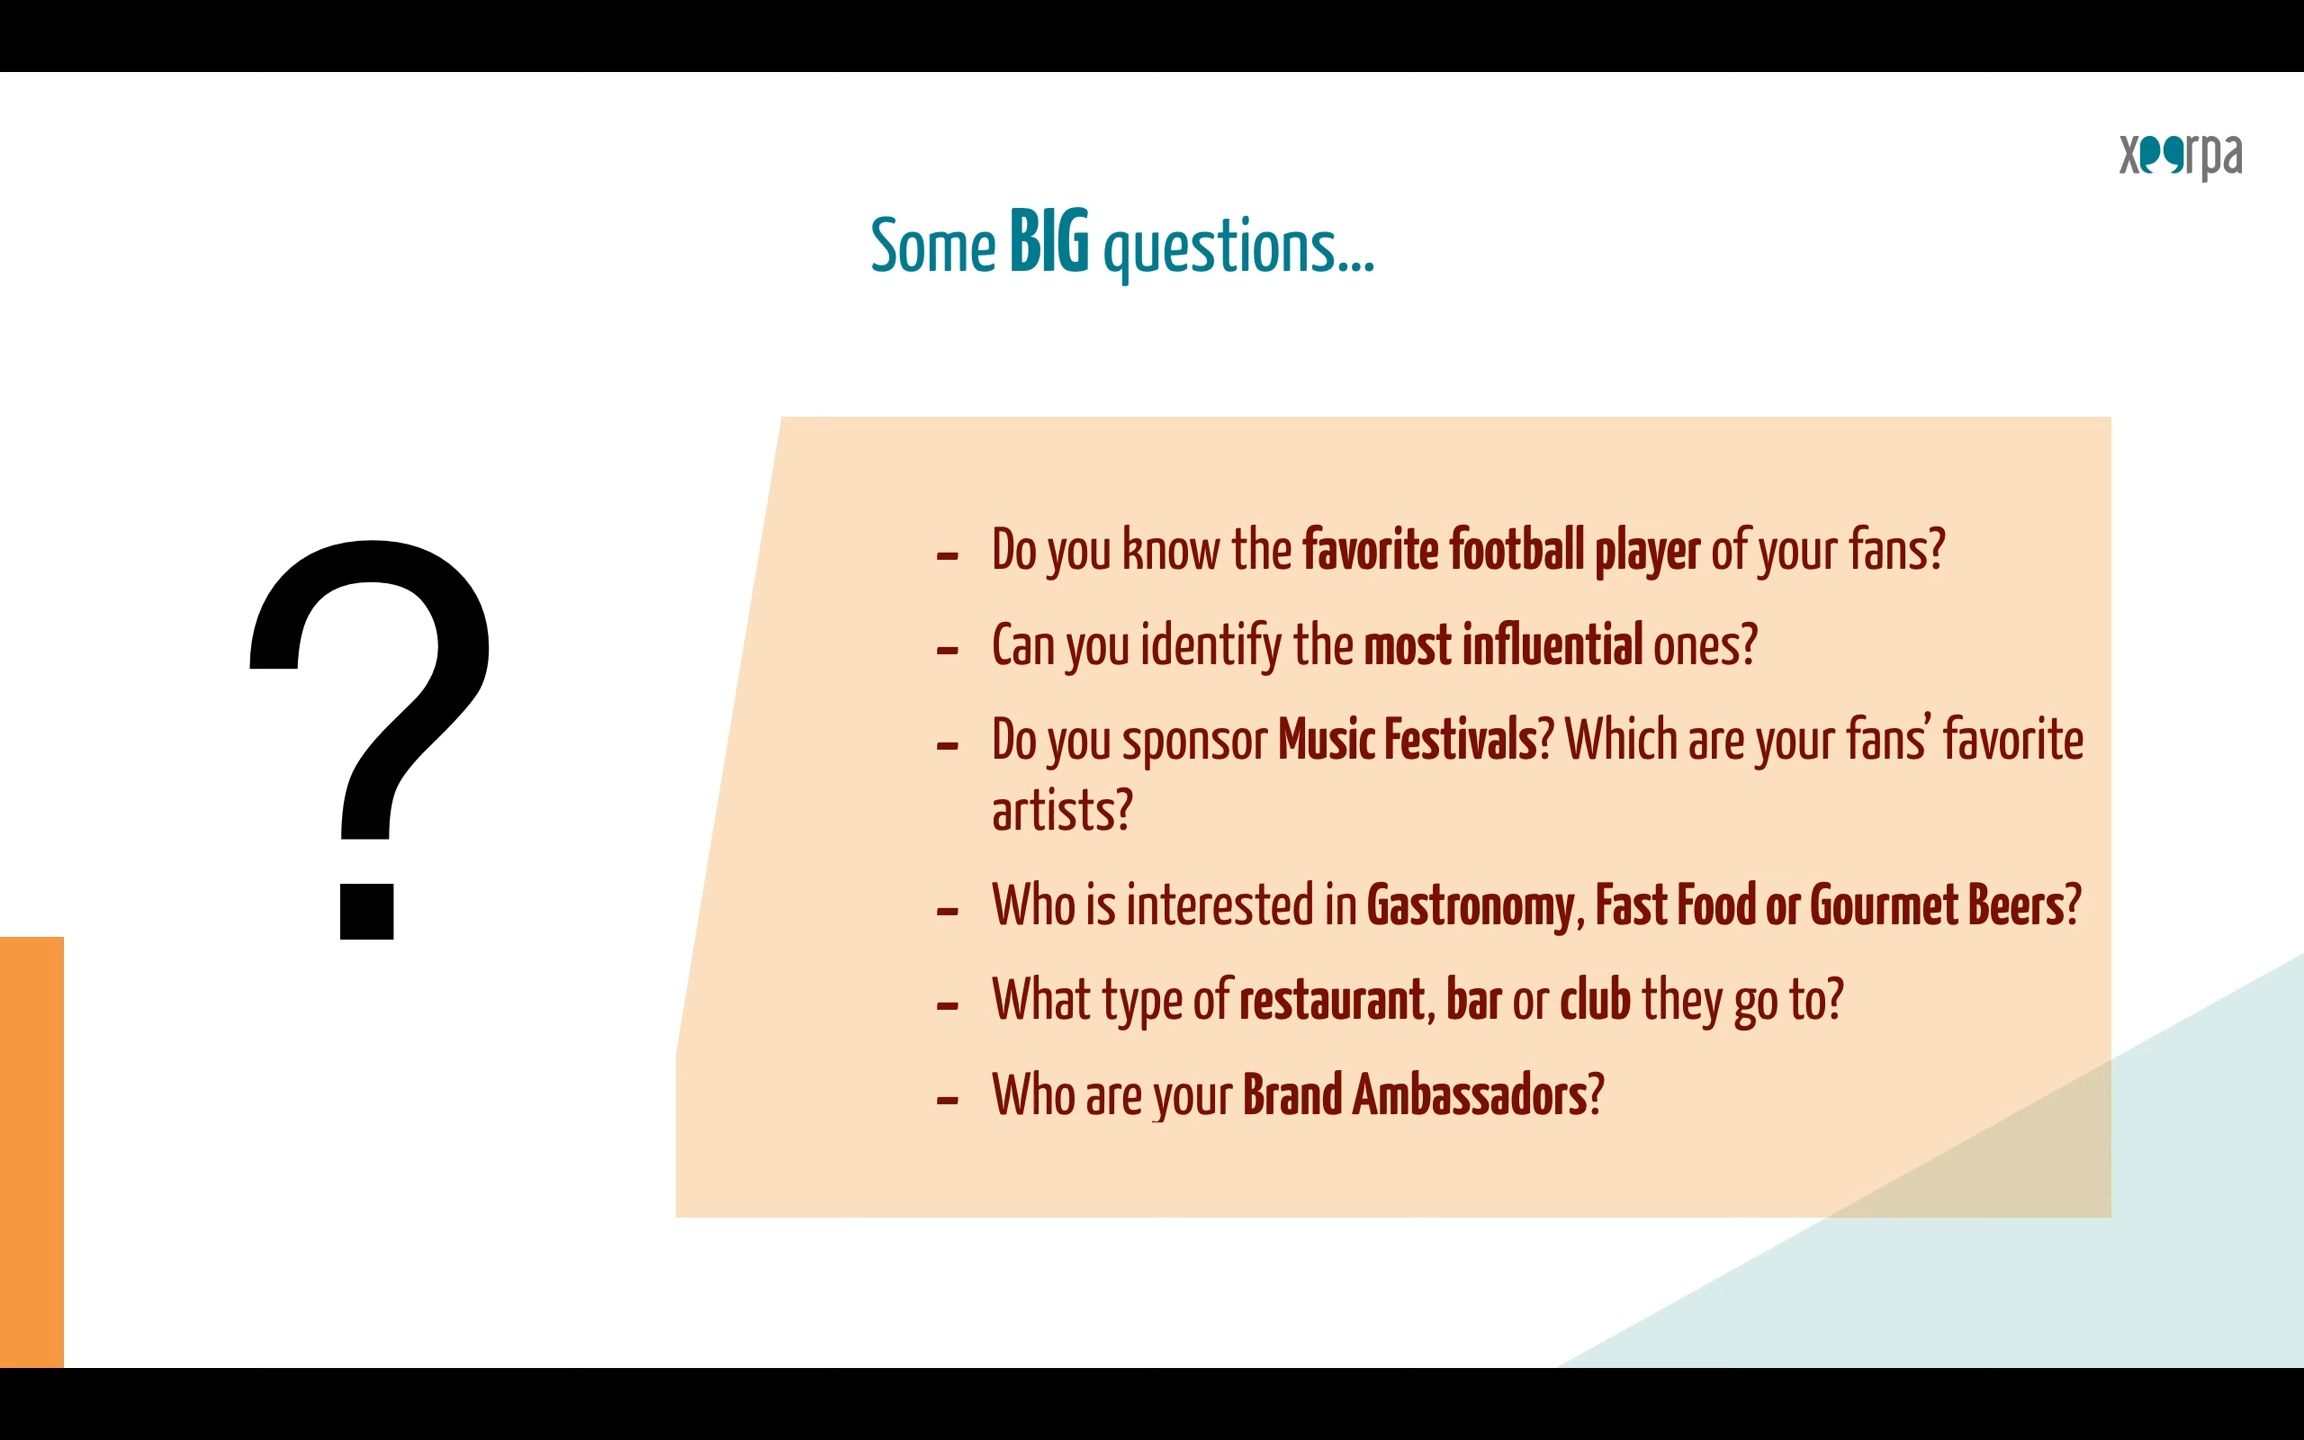 xeerpa
Some BIG questions...
?
- Do you know the favorite football player of your fans?
- Can you identify the most influential ones?
- Do you sponsor Music Festivals? Which are your fans’ favorite
artists?
- Who is interested in Gastronomy, Fast Food or Gourmet Beers?
- What type of restaurant, bar or club they go to?
- Who are your Brand Ambassadors?